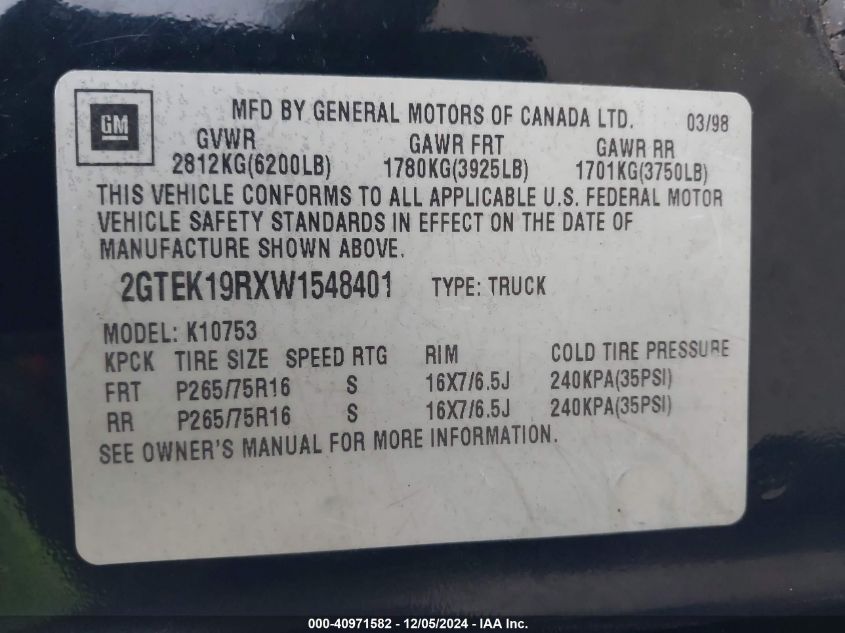 GM
MFD BY GENERAL MOTORS OF CANADA LTD. 03/98
GVWR GAWR FRT GAWR RR
2812KG(6200LB) 1780KG(3925LB) 1701KG(3750LB)
THIS VEHICLE CONFORMS TO ALL APPLICABLE U.S. FEDERAL MOTOR
VEHICLE SAFETY STANDARDS IN EFFECT ON THE DATE OF
MANUFACTURE SHOWN ABOVE.
2GTEK19RXW1548401 TYPE: TRUCK
MODEL: K10753
KPCK TIRE SIZE SPEED RTG RIM COLD TIRE PRESSURE
FRT P265/75R16 S 16X7/6.5J 240KPA(35PSI)
RR P265/75R16 S 16X7/6.5J 240KPA(35PSI)
SEE OWNER'S MANUAL FOR MORE INFORMATION.
000-40971582 - 12/05/2024 - IAA Inc.